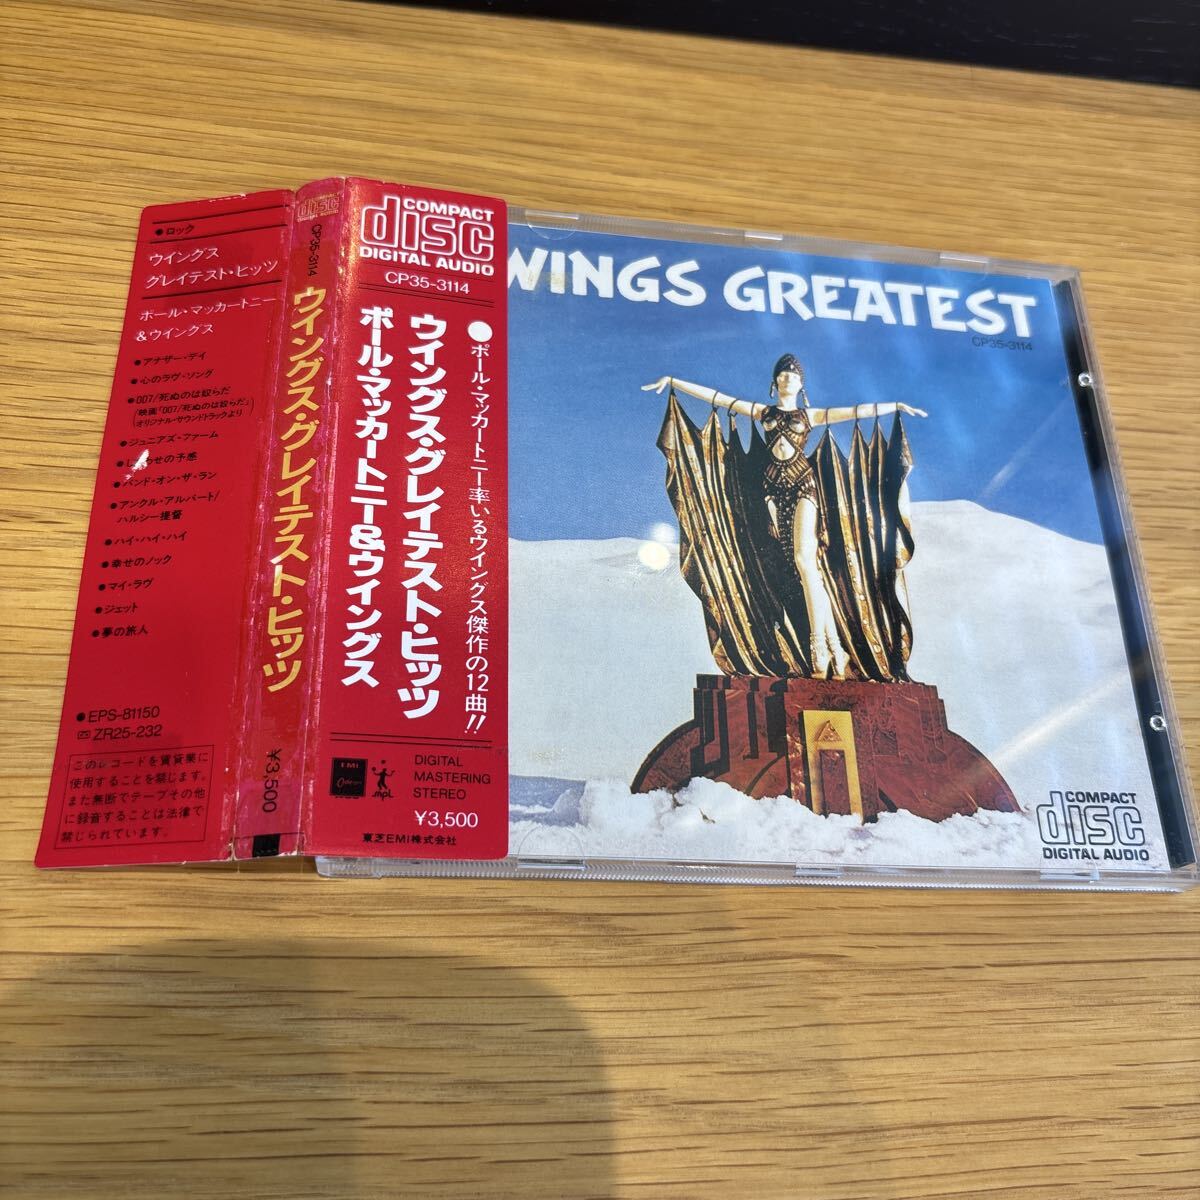 ● ロック
ウイングス
グレイテスト・ヒッツ
ポール・マッカートニー
&ウイングス
●アナザー・デイ
●心のラヴ・ソング
●007/死ぬのは奴らだ
(映画「007/死ぬのは奴らだ」
オリジナル・サウンドトラックより)
●ジュニアズ・ファーム
●しあわせの予感
●バンド・オン・ザ・ラン
●アンクル・アルバート/
ハルシー提督
●ハイ・ハイ・ハイ
●幸せのノック
●マイ・ラヴ
●ジェット
●夢の旅人
●EPS-81150
ZR25-232
このレコードを賃貸業に
使用することを禁じます。
また無断でテープその他
に録音することは法律で
禁じられています。
disc
DIGITAL AUDIO
CP35-3114
ウイングス・グレイテスト・ヒッツ
¥3,500
COMPACT
disc
DIGITAL AUDIO
CP35-3114
●ポール・マッカートニー率いるウイングス傑作の12曲!!
ウイングス・グレイテスト・ヒッツ
ポール・マッカートニー&ウイングス
EMI
Odeon
mpl
DIGITAL
MASTERING
STEREO
¥3,500
東芝EMI株式会社
WINGS GREATEST
CP35-3114
COMPACT
disc
DIGITAL AUDIO